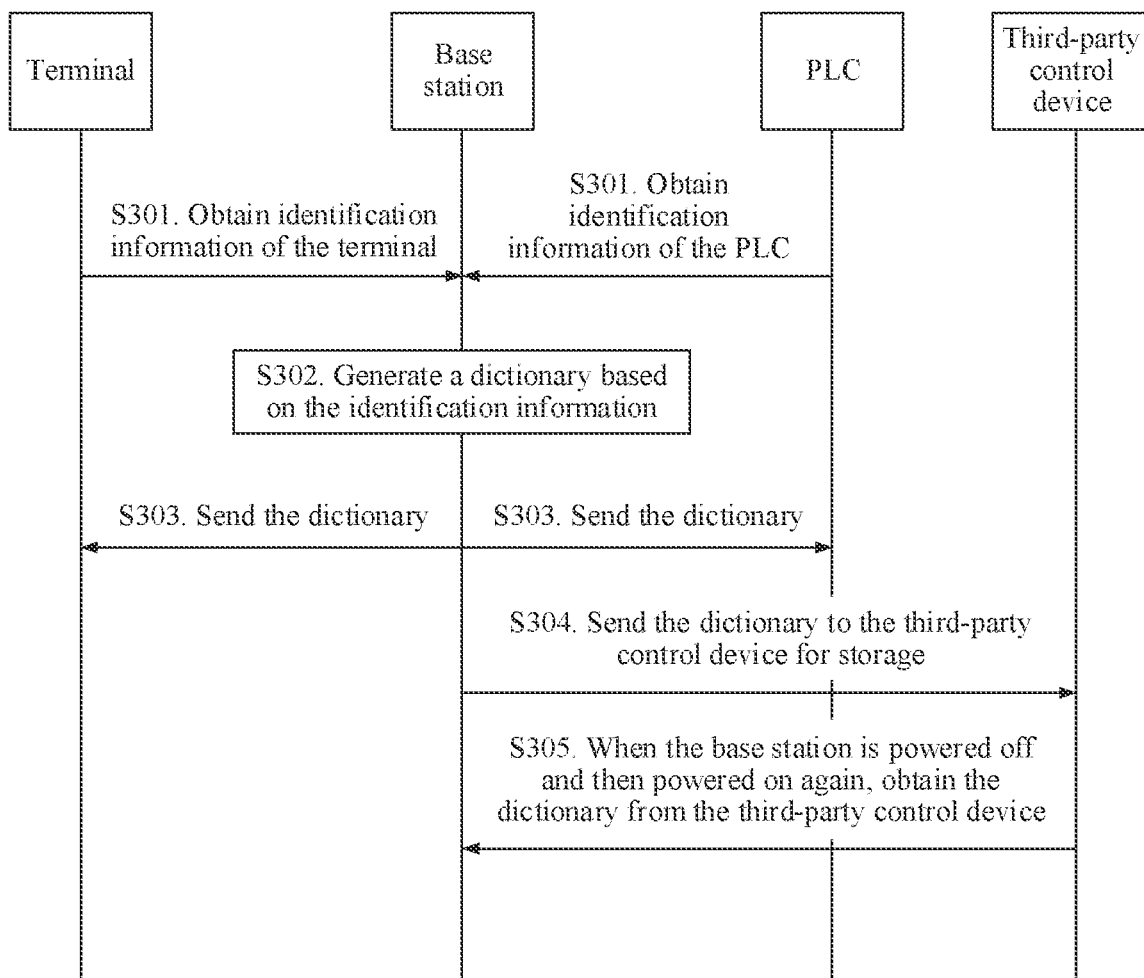 Terminal
Base
station
PLC
Third-party
control
device
S301. Obtain identification
information of the terminal
S301. Obtain
identification
information of the PLC
S302. Generate a dictionary based
on the identification information
S303. Send the dictionary
S303. Send the dictionary
S304. Send the dictionary to the third-party
control device for storage
S305. When the base station is powered off
and then powered on again, obtain the
dictionary from the third-party control device